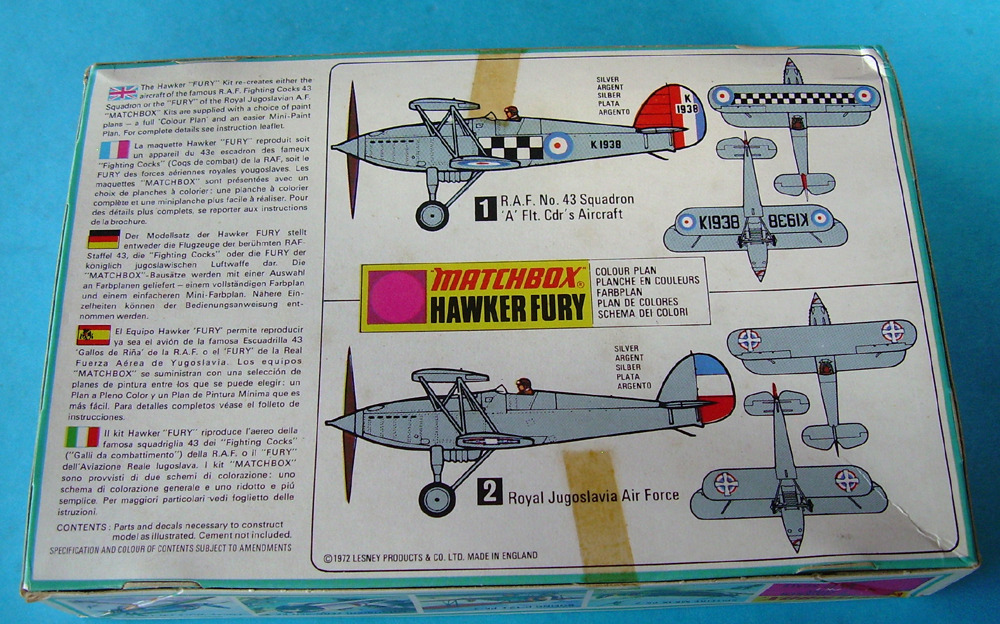 The Hawker "FURY" Kit re-creates either the
aircraft of the famous R.A.F. Fighting Cocks 43
Squadron or the "FURY" of the Royal Jugoslavian A.F.
"MATCHBOX" Kits are supplied with a choice of paint
plans – a full 'Colour Plan' and an easier Mini-Paint
Plan. For complete details see instruction leaflet.
La maquette Hawker "FURY" reproduit soit
un appareil du 43e escadron des fameux
"Fighting Cocks" (Coqs de combat) de la RAF, soit le
FURY des forces aériennes royales yougoslaves. Les
maquettes "MATCHBOX" sont présentées avec un
choix de planches à colorier: une planche à colorier
complète et une miniplanche plus facile à réaliser. Pour
des détails plus complets, se reporter aux instructions
de la brochure.
Der Modellsatz der Hawker FURY stellt
entweder die Flugzeuge der berühmten RAF-
Staffel 43, die "Fighting Cocks" oder die FURY der
königlich jugoslawischen Luftwaffe dar. Die
"MATCHBOX"-Bausätze werden mit einer Auswahl
an Farbplänen geliefert – einem vollständigen Farbplan
und einem einfacheren Mini-Farbplan. Nähere Ein-
zelheiten können der Bedienungsanweisung ent-
nommen werden.
El Equipo Hawker 'FURY' permite reproducir
ya sea el avión de la famosa Escuadrilla 43
'Gallos de Riña' de la R.A.F. o el 'FURY' de la Real
Fuerza Aérea de Yugoslavia. Los equipos
"MATCHBOX" se suministran con una selección de
planes de pintura entre los que se puede elegir: un
Plan a Pleno Color y un Plan de Pintura Mínima que es
más fácil. Para detalles completos véase el folleto de
instrucciones.
Il kit Hawker "FURY" riproduce l'aereo della
famosa squadriglia 43 dei "Fighting Cocks"
("Galli da combattimento") della R.A.F. o il "FURY"
dell'Aviazione Reale Iugoslava. I kit "MATCHBOX"
sono provvisti di due schemi di colorazione: uno
schema di colorazione generale e uno ridotto e più
semplice. Per maggiori particolari vedi foglietto delle
istruzioni.
CONTENTS: Parts and decals necessary to construct
model as illustrated. Cement not included.
SPECIFICATION AND COLOUR OF CONTENTS SUBJECT TO AMENDMENTS
SILVER
ARGENT
SILBER
PLATA
ARGENTO
K
1938
K1938
1 R.A.F. No. 43 Squadron
'A' Flt. Cdr's Aircraft
K1938
K1938
"MATCHBOX"®
HAWKER FURY
COLOUR PLAN
PLANCHE EN COULEURS
FARBPLAN
PLAN DE COLORES
SCHEMA DEI COLORI
SILVER
ARGENT
SILBER
PLATA
ARGENTO
2 Royal Jugoslavia Air Force
©1972 LESNEY PRODUCTS & CO. LTD. MADE IN ENGLAND